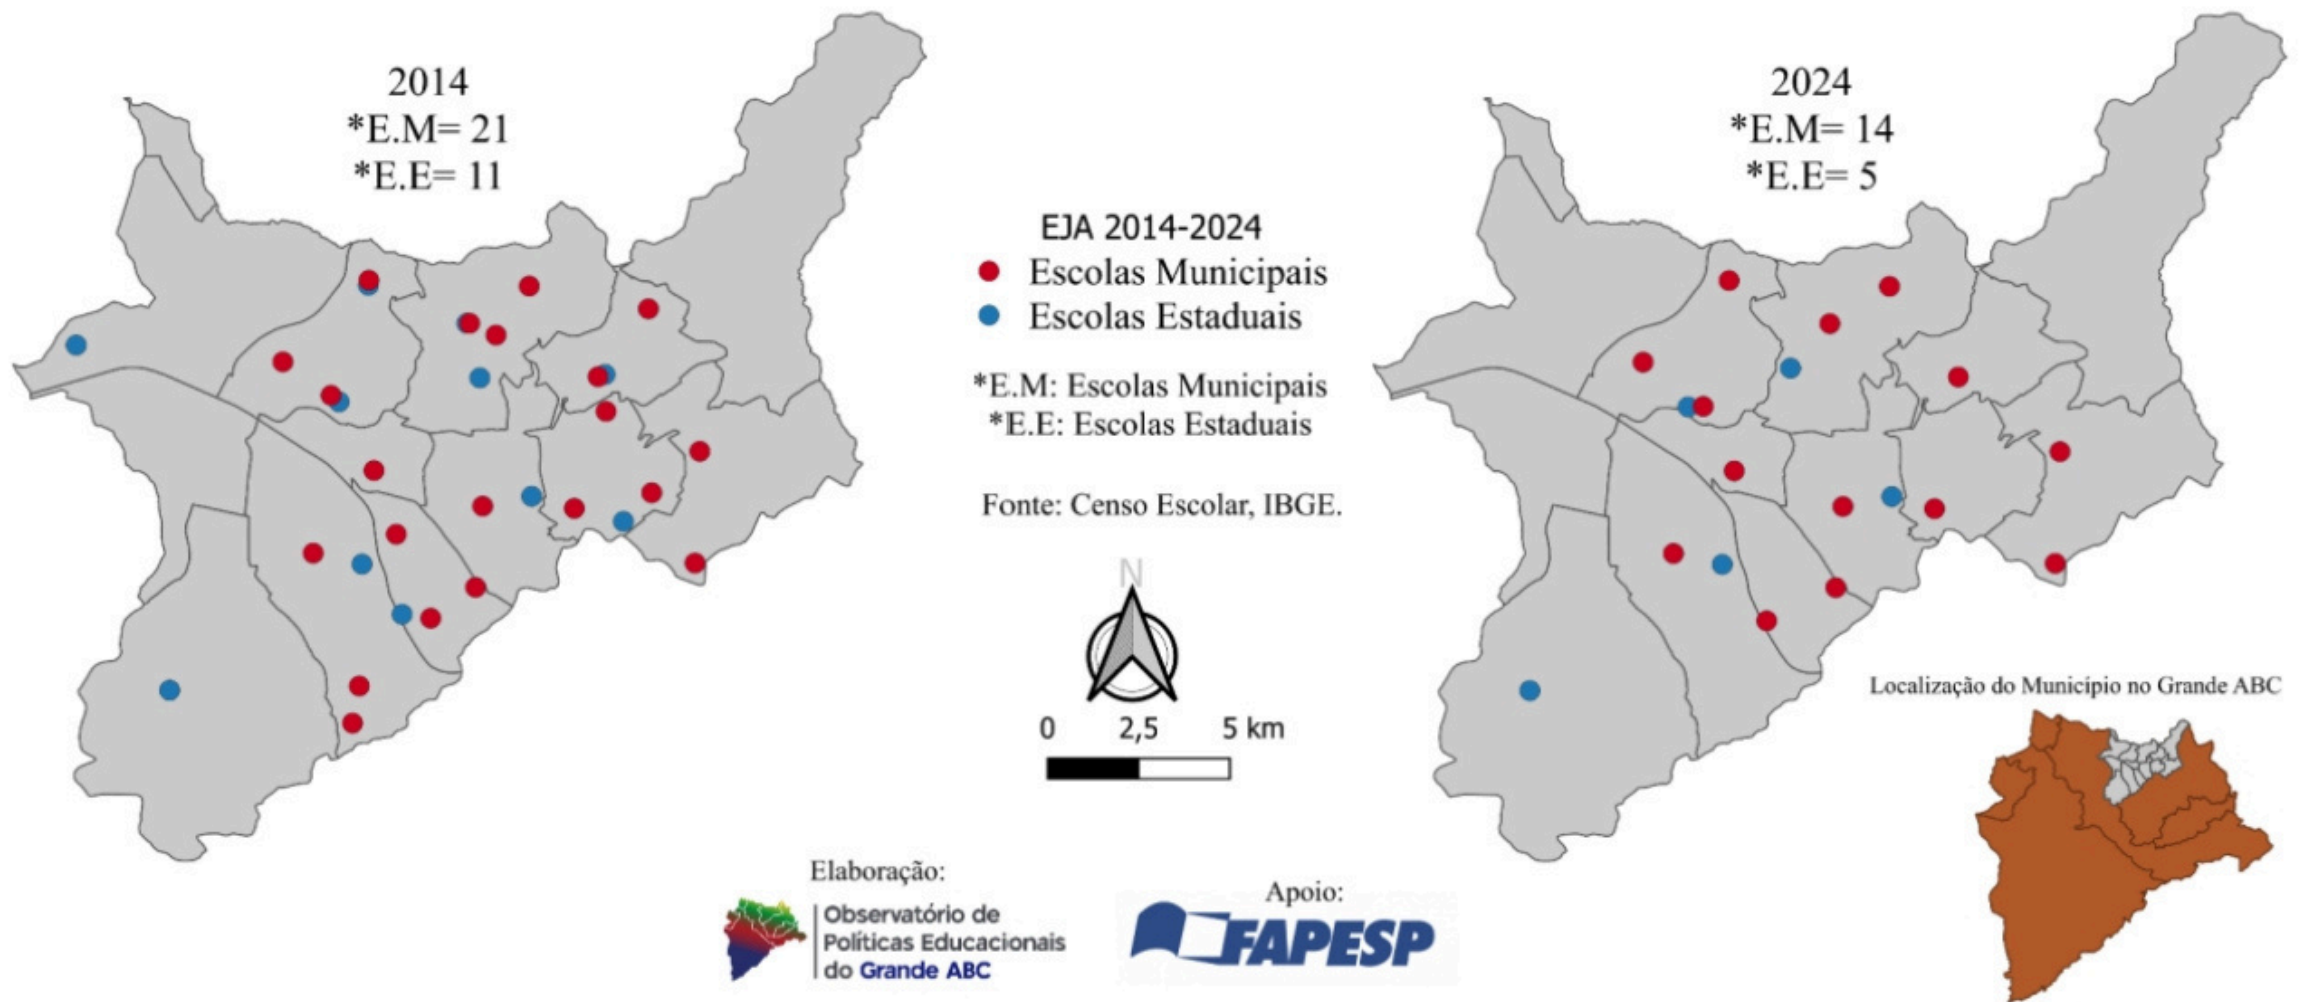 2014
*E.M= 21
*E.E= 11
2024
*E.M= 14
*E.E= 5
EJA 2014-2024
Escolas Municipais
Escolas Estaduais
*E.M: Escolas Municipais
*E.E: Escolas Estaduais
Fonte: Censo Escolar, IBGE.
N
0 2,5 5 km
Localização do Município no Grande ABC
Elaboração:
Observatório de
Políticas Educacionais
do Grande ABC
Apoio:
FAPESP